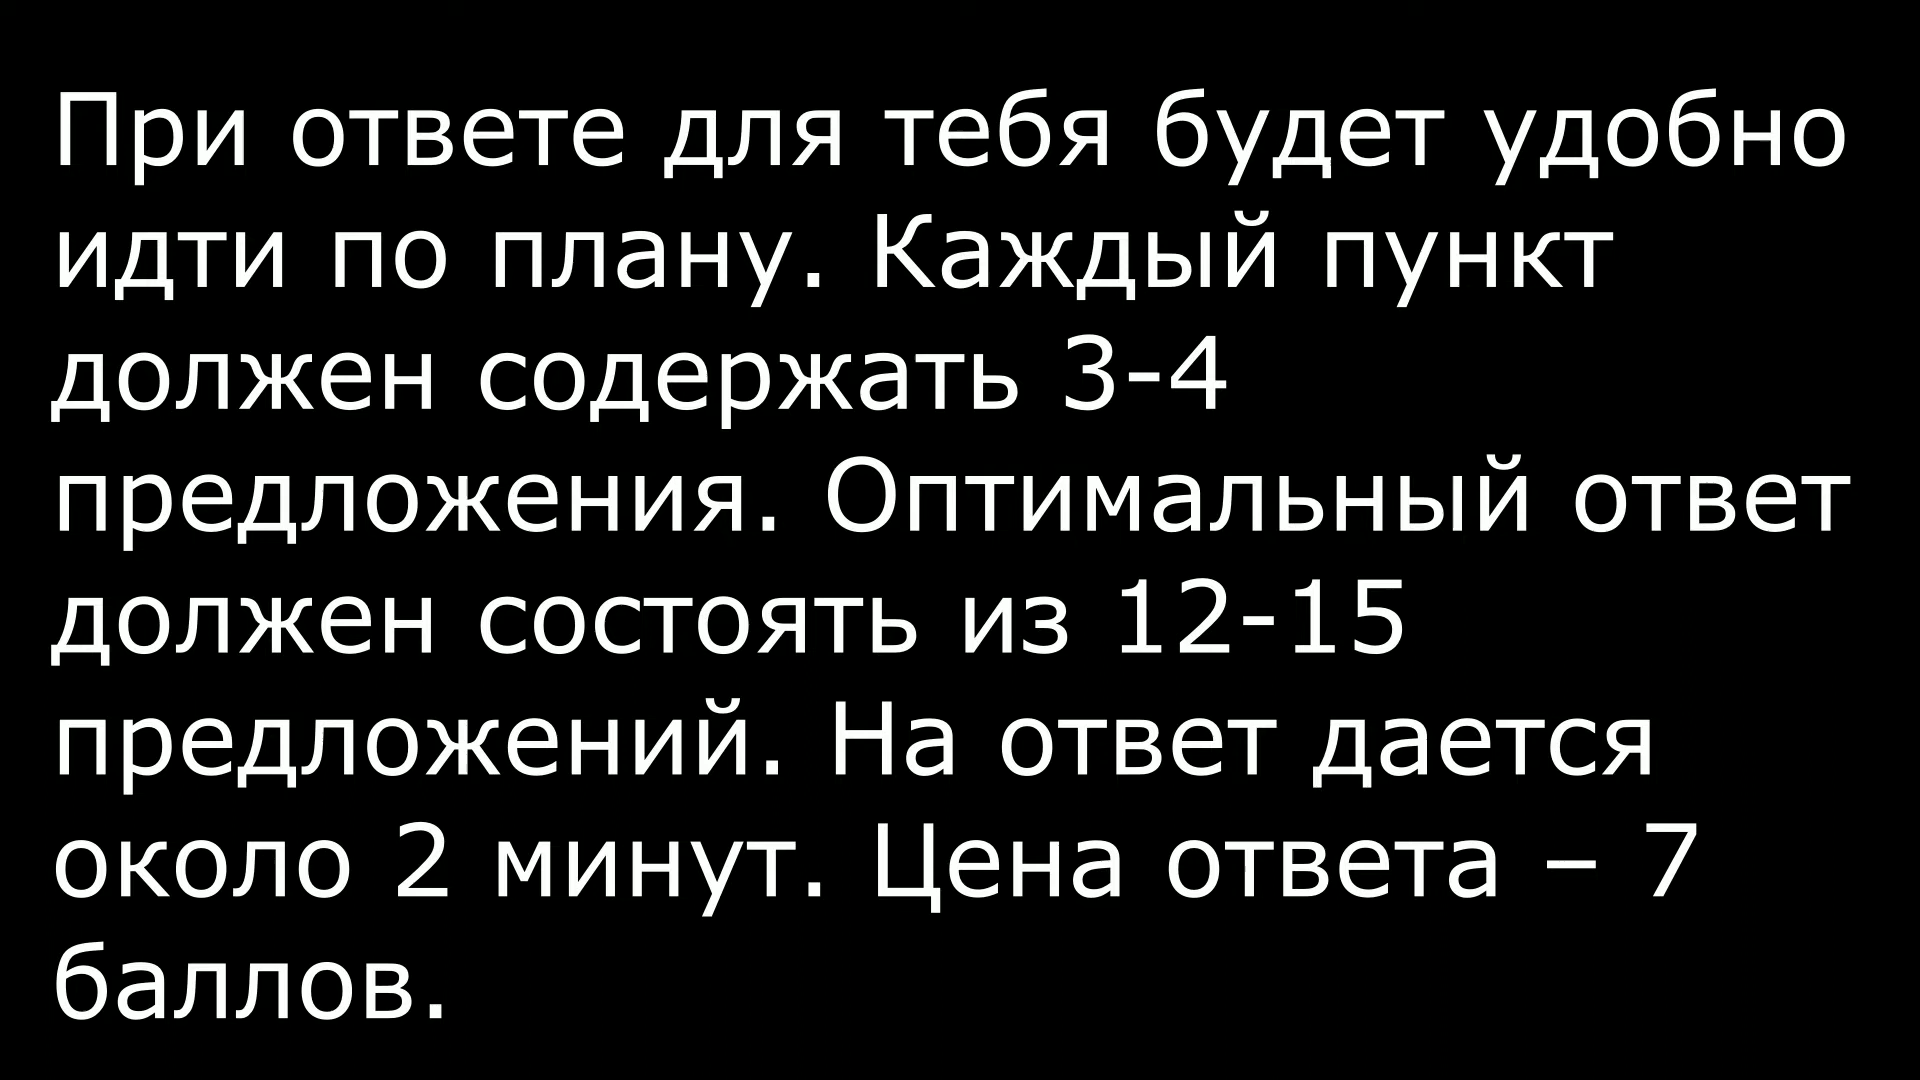 При ответе для тебя будет удобно
идти по плану. Каждый пункт
должен содержать 3-4
предложения. Оптимальный ответ
должен состоять из 12-15
предложений. На ответ дается
около 2 минут. Цена ответа – 7
баллов.